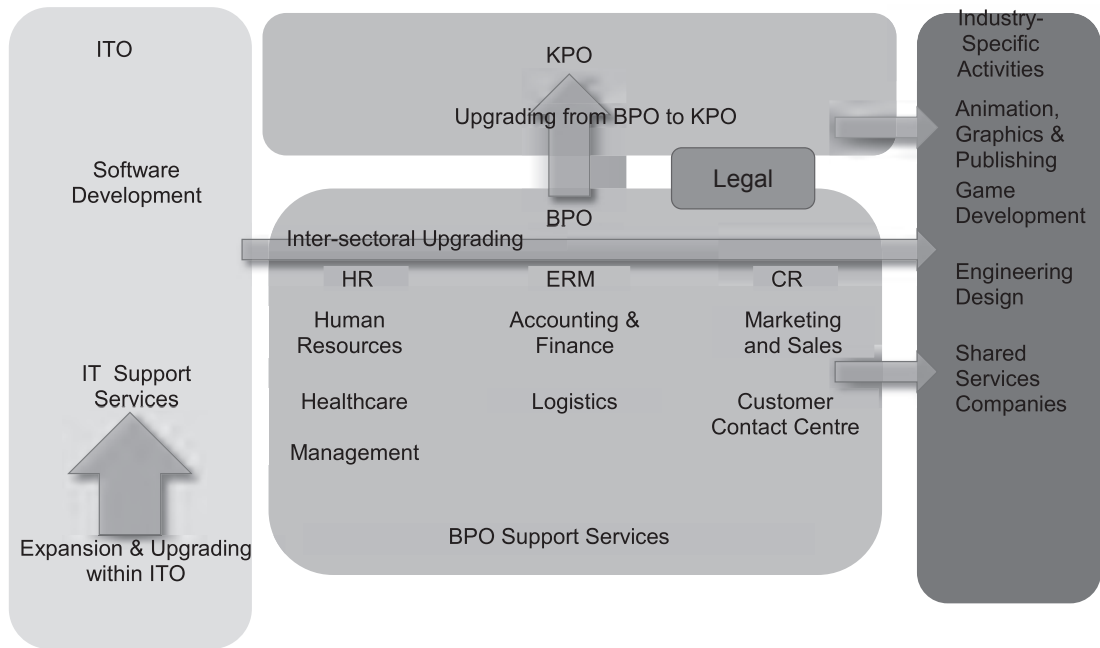 ITO
Software
Development
IT  Support
Services
Expansion & Upgrading
within ITO
KPO
Upgrading from BPO to KPO
Legal
BPO
Inter-sectoral Upgrading
HR
Human
Resources
Healthcare
Management
ERM
Accounting &
Finance
Logistics
CR
Marketing
and Sales
Customer
Contact Centre
BPO Support Services
Industry-
Specific
Activities
Animation,
Graphics &
Publishing
Game
Development
Engineering
Design
Shared
Services
Companies